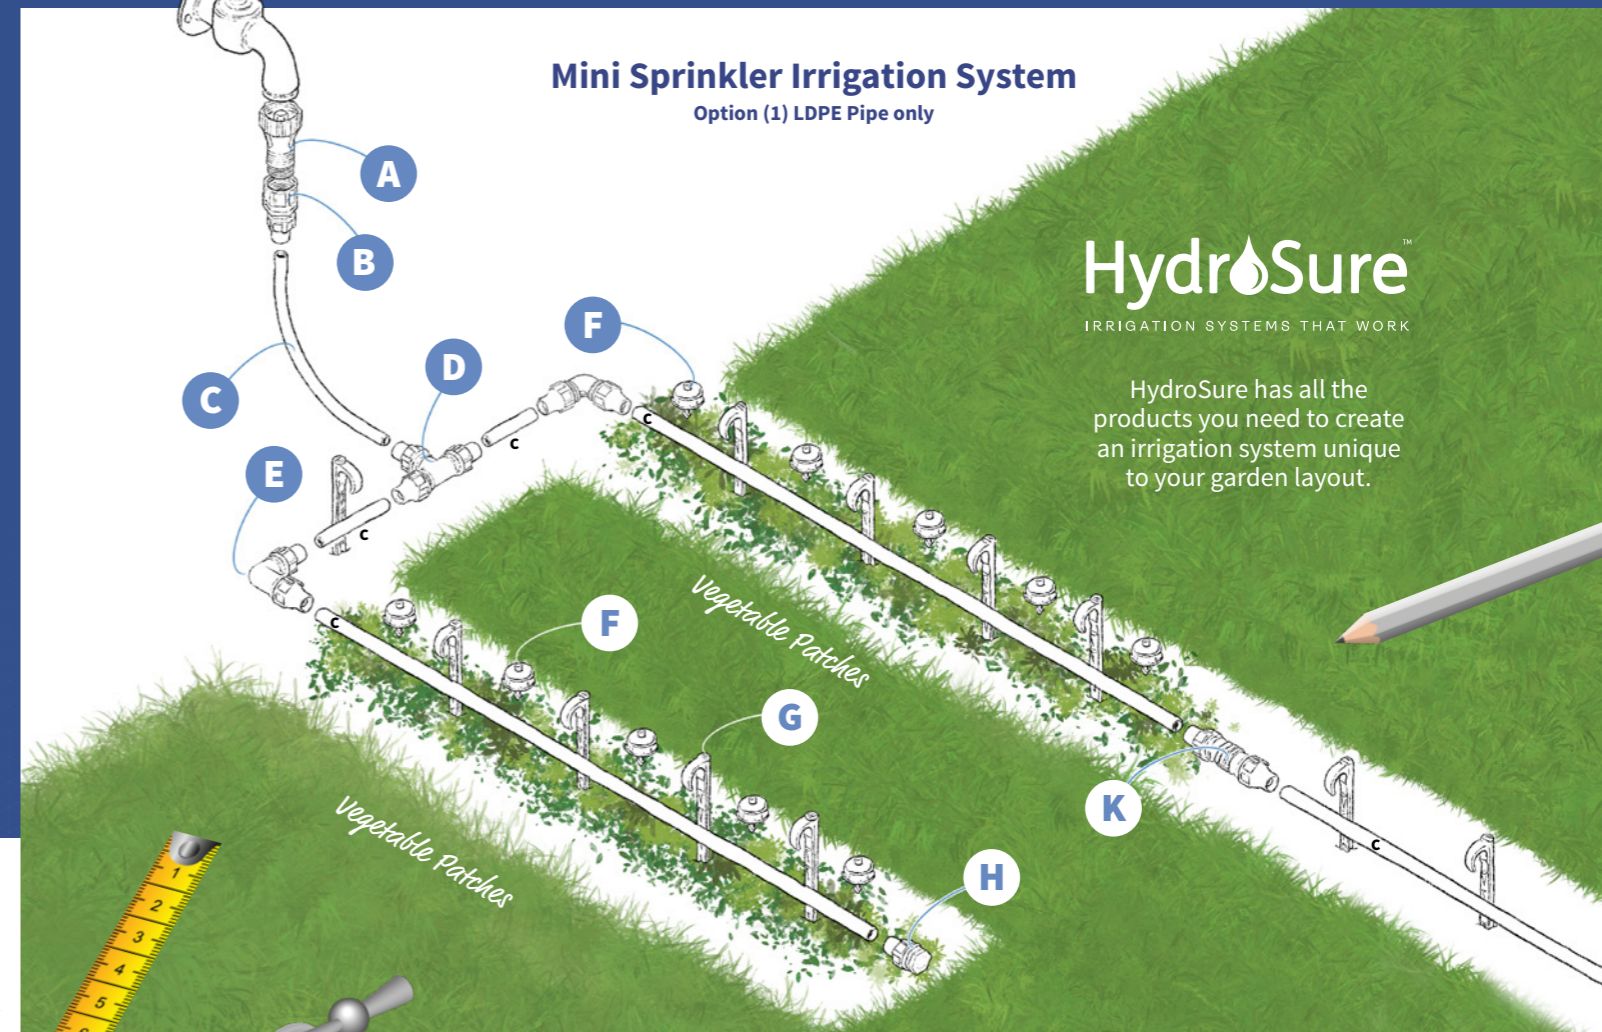 Mini Sprinkler Irrigation System
Option (1) LDPE Pipe only
A
B
C
D
F
E
c
c
c
c
HydroSure™
IRRIGATION SYSTEMS THAT WORK
HydroSure has all the
products you need to create
an irrigation system unique
to your garden layout.
Vegetable Patches
F
G
K
c
H
Vegetable Patches
1
2
3
4
5